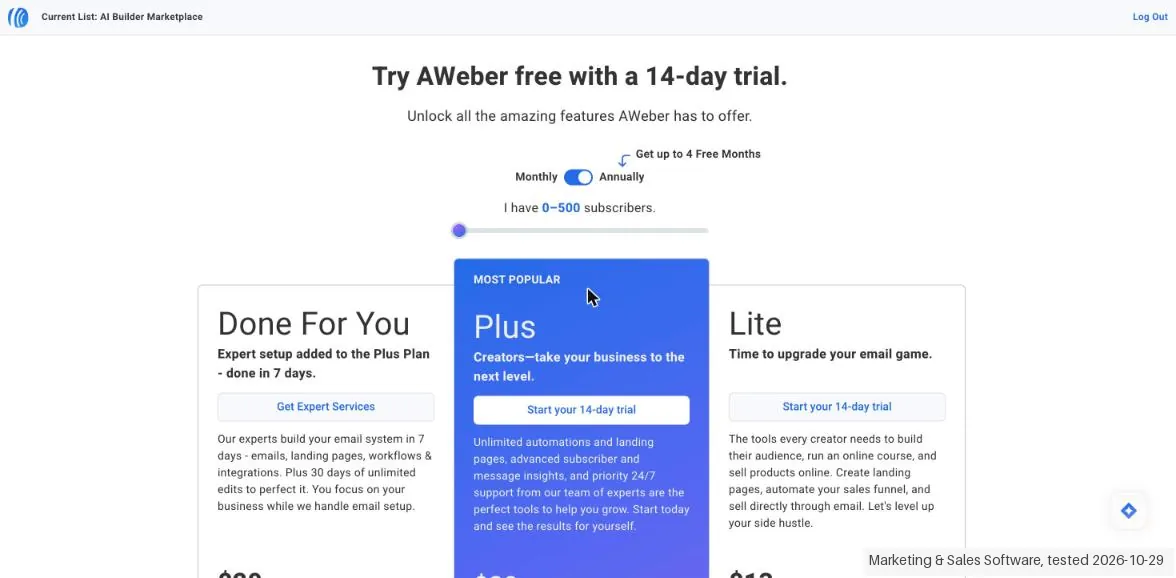 Current List: AI Builder Marketplace
Log Out
Try AWeber free with a 14-day trial.
Unlock all the amazing features AWeber has to offer.
Get up to 4 Free Months
Monthly
Annually
I have 0–500 subscribers.
Done For You
Expert setup added to the Plus Plan
- done in 7 days.
Get Expert Services
Our experts build your email system in 7
days - emails, landing pages, workflows &
integrations. Plus 30 days of unlimited
edits to perfect it. You focus on your
business while we handle email setup.
MOST POPULAR
Plus
Creators—take your business to the
next level.
Start your 14-day trial
Unlimited automations and landing
pages, advanced subscriber and
message insights, and priority 24/7
support from our team of experts are the
perfect tools to help you grow. Start today
and see the results for yourself.
Lite
Time to upgrade your email game.
Start your 14-day trial
The tools every creator needs to build
their audience, run an online course, and
sell products online. Create landing
pages, automate your sales funnel, and
sell directly through email. Let's level up
your side hustle.
Marketing & Sales Software, tested 2026-10-29